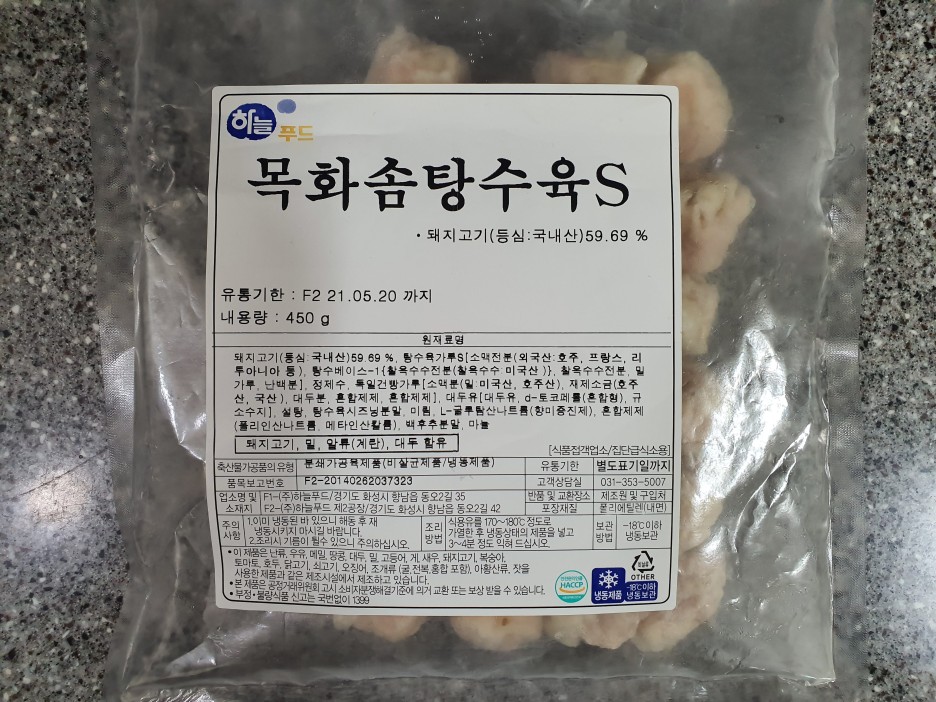 하늘
푸드
목화솜탕수육S
• 돼지고기(등심:국내산)59.69 %
유통기한 : F2 21.05.20 까지
내용량 : 450 g
원재료명
돼지고기(등심: 국내산)59.69 %, 탕수육가루S[소맥전분(외국산:호주, 프랑스, 리
투아니아 등), 탕수베이스-1{찰옥수수전분(찰옥수수:미국산)}, 찰옥수수전분, 밀
가루, 난백분], 정제수, 독일건빵가루[소맥분(밀:미국산, 호주산), 재제소금(호주
산, 국산), 대두분, 혼합제제, 혼합제제], 대두유[대두유, d-토코페롤(혼합형), 규
소수지], 설탕, 탕수육시즈닝분말, 미림, L-글루탐산나트륨(향미증진제), 혼합제제
(폴리인산나트륨, 메타인산칼륨), 백후추분말, 마늘
돼지고기, 밀, 알류(계란), 대두 함유
[식품접객업소/집단급식소용]
축산물가공품의 유형 분쇄가공육제품(비살균제품/냉동제품) 유통기한 별도표기일까지
품목보고번호 F2-20140262037323 고객상담실 031-353-5007
업소명 및 F1-(주)하늘푸드/경기도 화성시 향남읍 동오2길 35 반품 및 교환장소 제조원 및 구입처
소재지 F2-(주)하늘푸드 제2공장/경기도 화성시 향남읍 동오2길 42 포장재질 폴리에틸렌(내면)
주의
사항
1.이미 냉동된 바 있으니 해동 후 재
냉동시키지 마시길 바랍니다.
2.조리시 기름이 튈수 있으니 주의하십시오.
조리
방법
식용유를 170~180℃ 정도로
가열한 후 냉동상태의 제품을 넣고
3~4분 정도 익혀 드십시오.
보관
방법
-18℃이하
냉동보관
• 이 제품은 난류, 우유, 메밀, 땅콩, 대두, 밀, 고등어, 게, 새우, 돼지고기, 복숭아,
토마토, 호두, 닭고기, 쇠고기, 오징어, 조개류 (굴,전복,홍합 포함), 아황산류, 잣을
사용한 제품과 같은 제조시설에서 제조하고 있습니다.
• 본 제품은 공정거래위원회 고시 소비자분쟁해결기준에 의거 교환 또는 보상 받을 수 있습니다.
• 부정·불량식품 신고는 국번없이 1399
HACCP
냉동제품
-18℃이하
냉동보관
OTHER